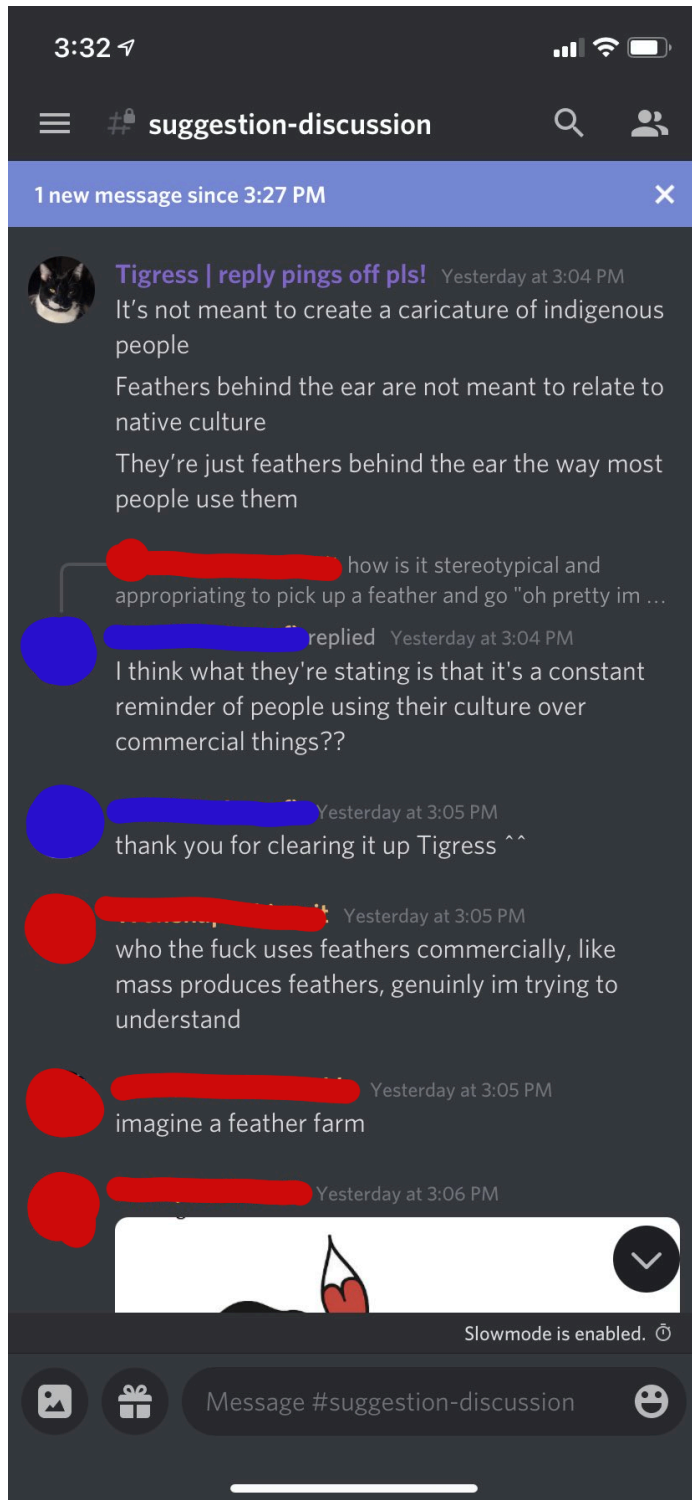 3:32
suggestion-discussion
1 new message since 3:27 PM
Tigress | reply pings off pls! Yesterday at 3:04 PM
It's not meant to create a caricature of indigenous
people
Feathers behind the ear are not meant to relate to
native culture
They're just feathers behind the ear the way most
people use them
how is it stereotypical and
appropriating to pick up a feather and go "oh pretty im ...
replied Yesterday at 3:04 PM
I think what they're stating is that it's a constant
reminder of people using their culture over
commercial things??
Yesterday at 3:05 PM
thank you for clearing it up Tigress ^^
Yesterday at 3:05 PM
who the fuck uses feathers commercially, like
mass produces feathers, genuinely im trying to
understand
Yesterday at 3:05 PM
imagine a feather farm
Yesterday at 3:06 PM
Slowmode is enabled.
Message #suggestion-discussion